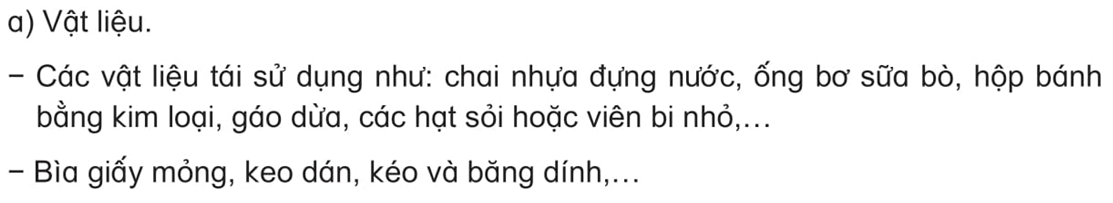 a) Vật liệu.
– Các vật liệu tái sử dụng như: chai nhựa đựng nước, ống bơ sữa bò, hộp bánh
bằng kim loại, gáo dừa, các hạt sỏi hoặc viên bi nhỏ,...
– Bìa giấy mỏng, keo dán, kéo và băng dính,...